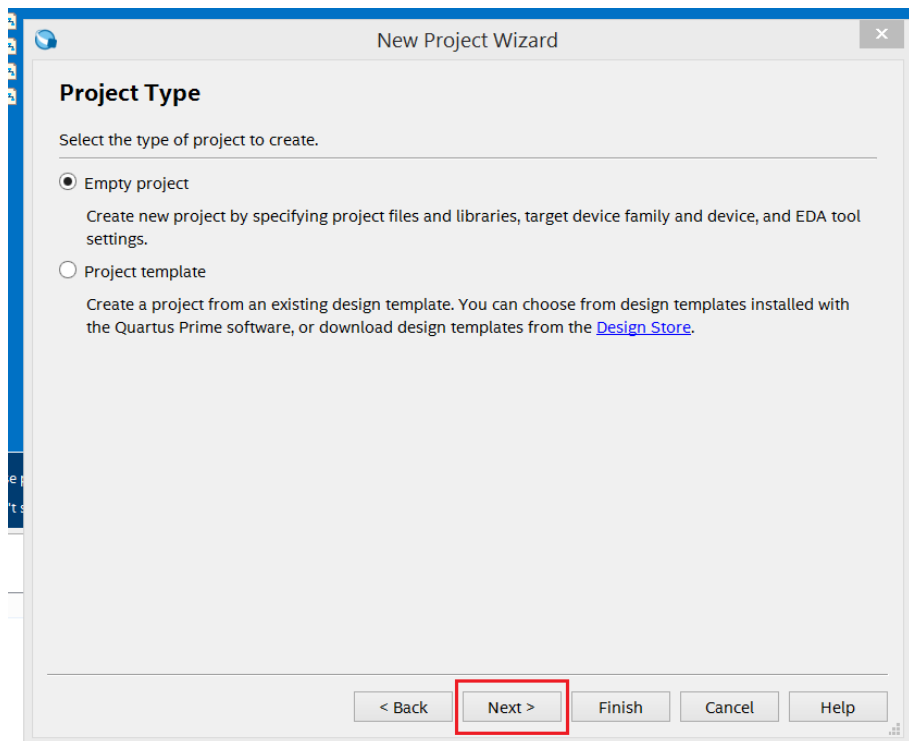 New Project Wizard
Project Type
Select the type of project to create.
Empty project
Create new project by specifying project files and libraries, target device family and device, and EDA tool
settings.
Project template
Create a project from an existing design template. You can choose from design templates installed with
the Quartus Prime software, or download design templates from the Design Store.
< Back
Next >
Finish
Cancel
Help